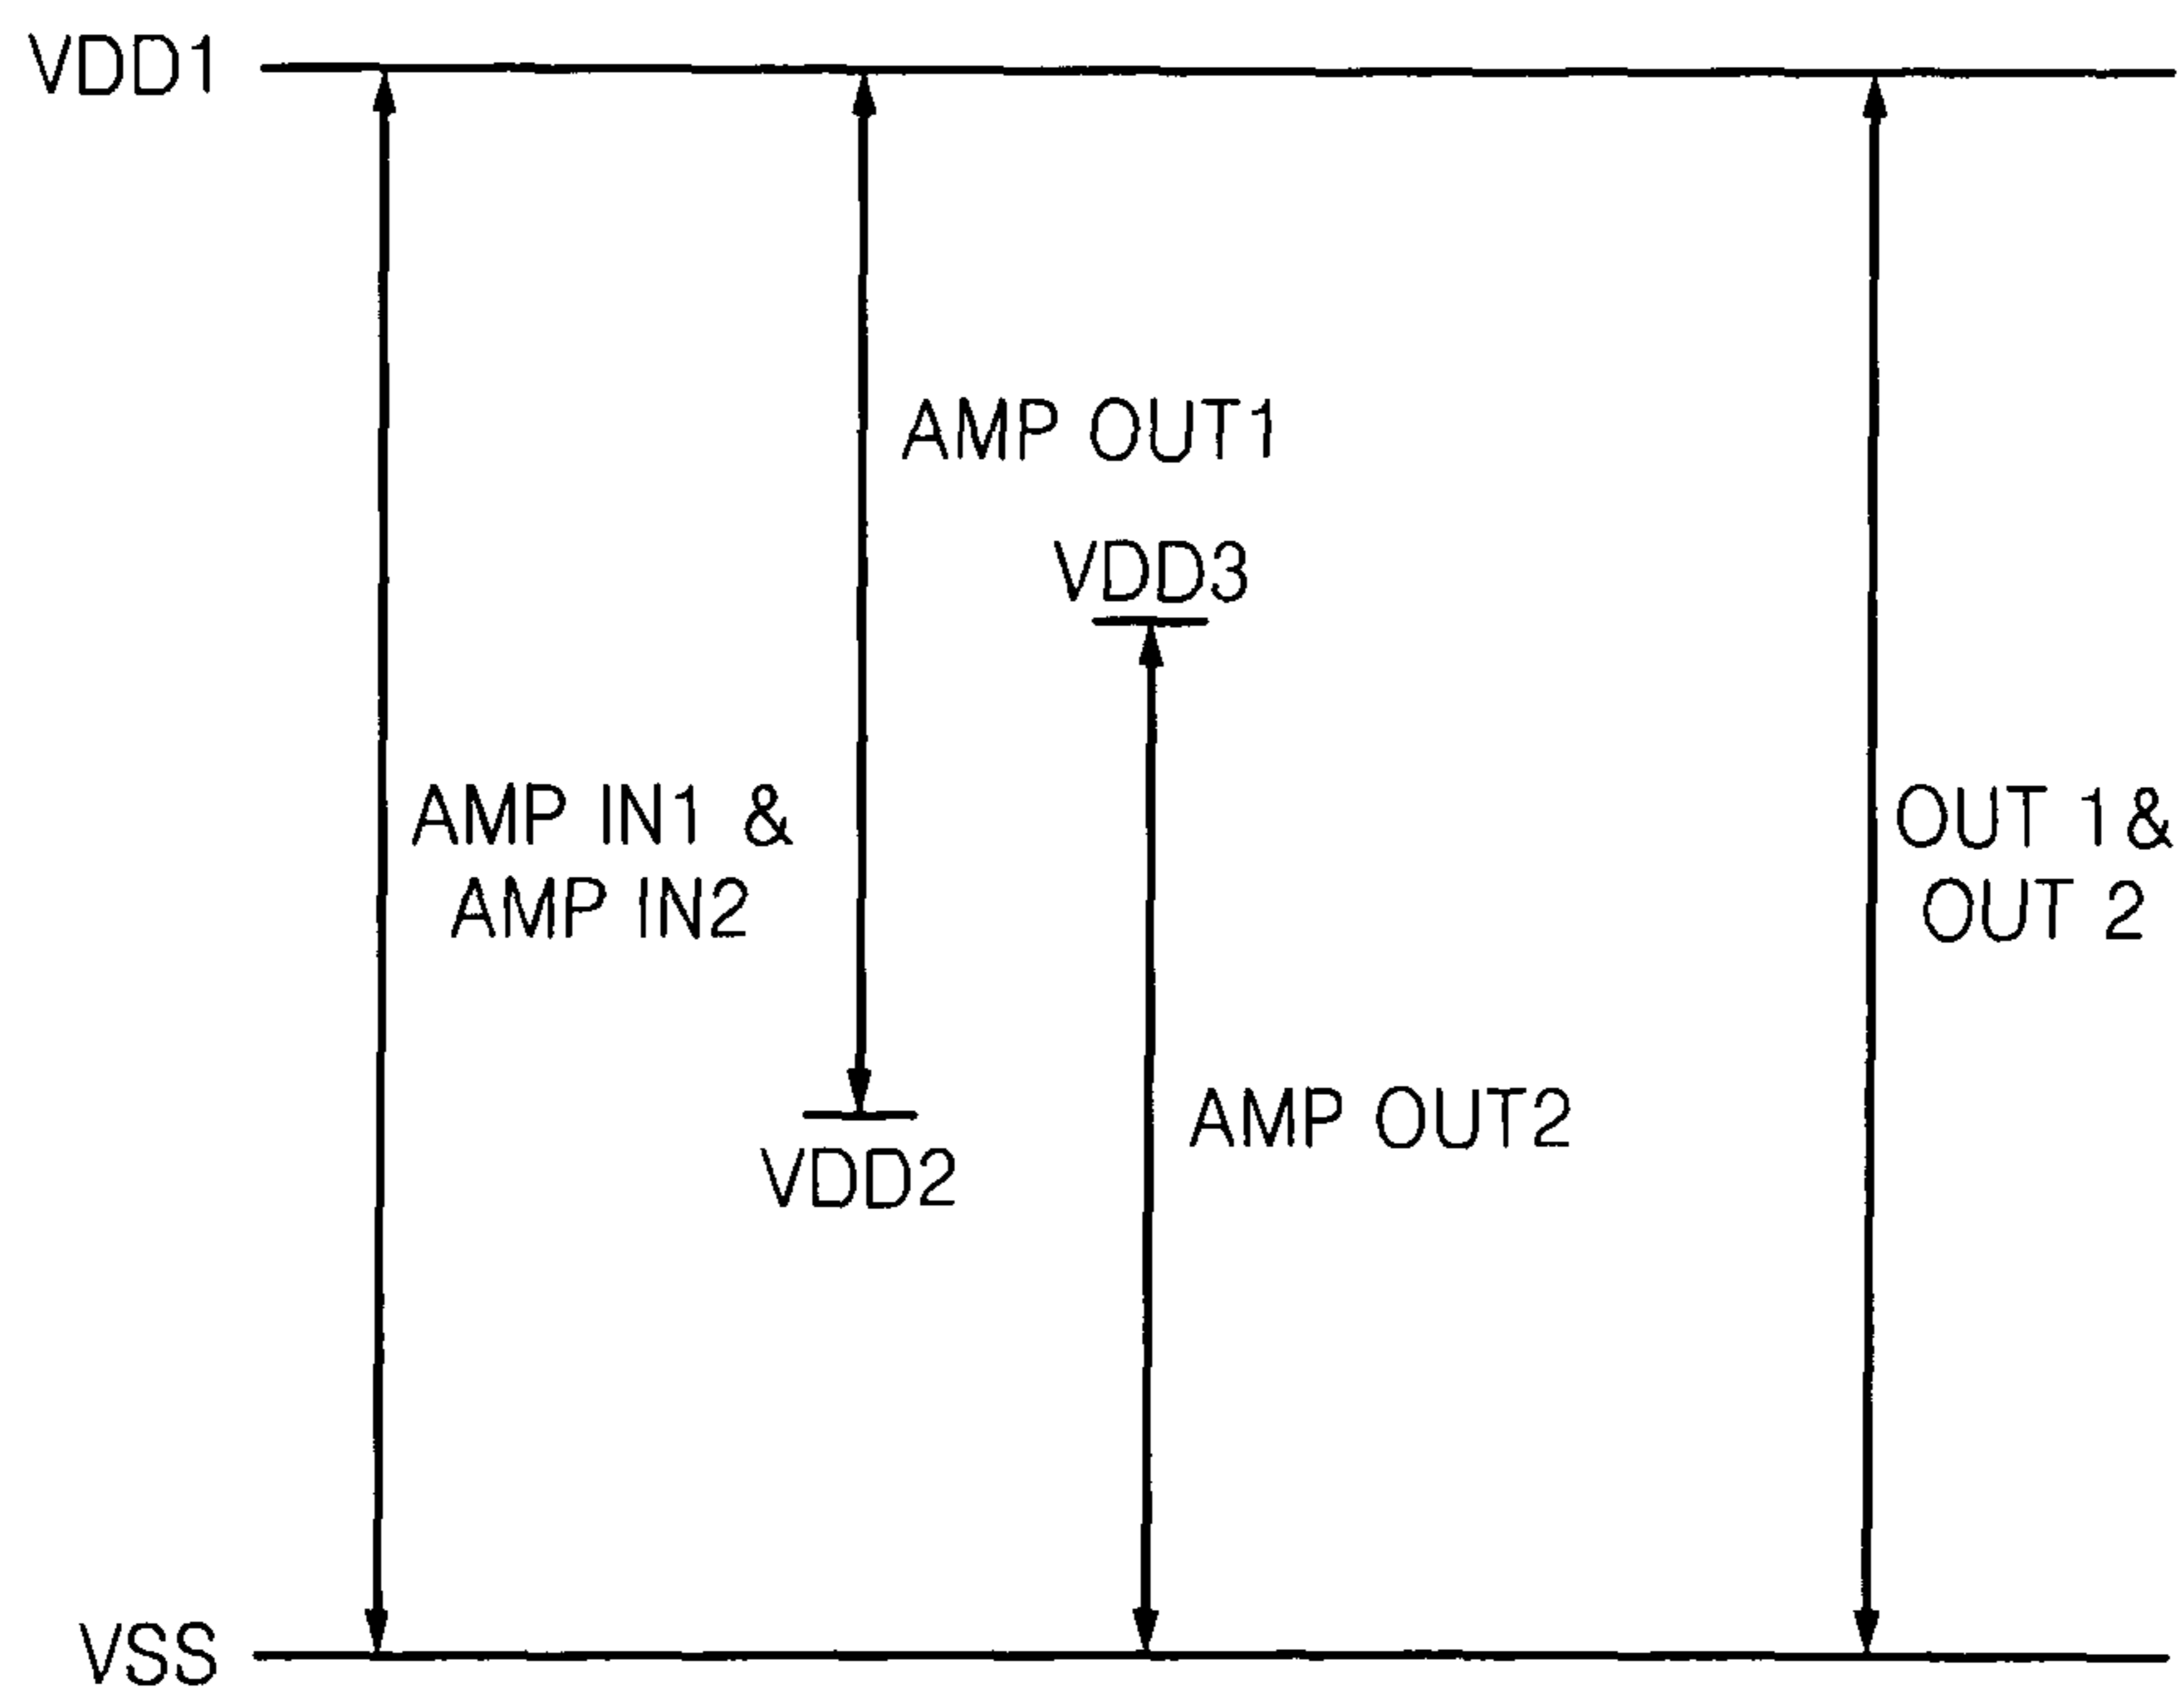 VDD1
AMP OUT1
VDD3
AMP IN1 &
AMP IN2
OUT 1&
OUT 2
AMP OUT2
VDD2
VSS